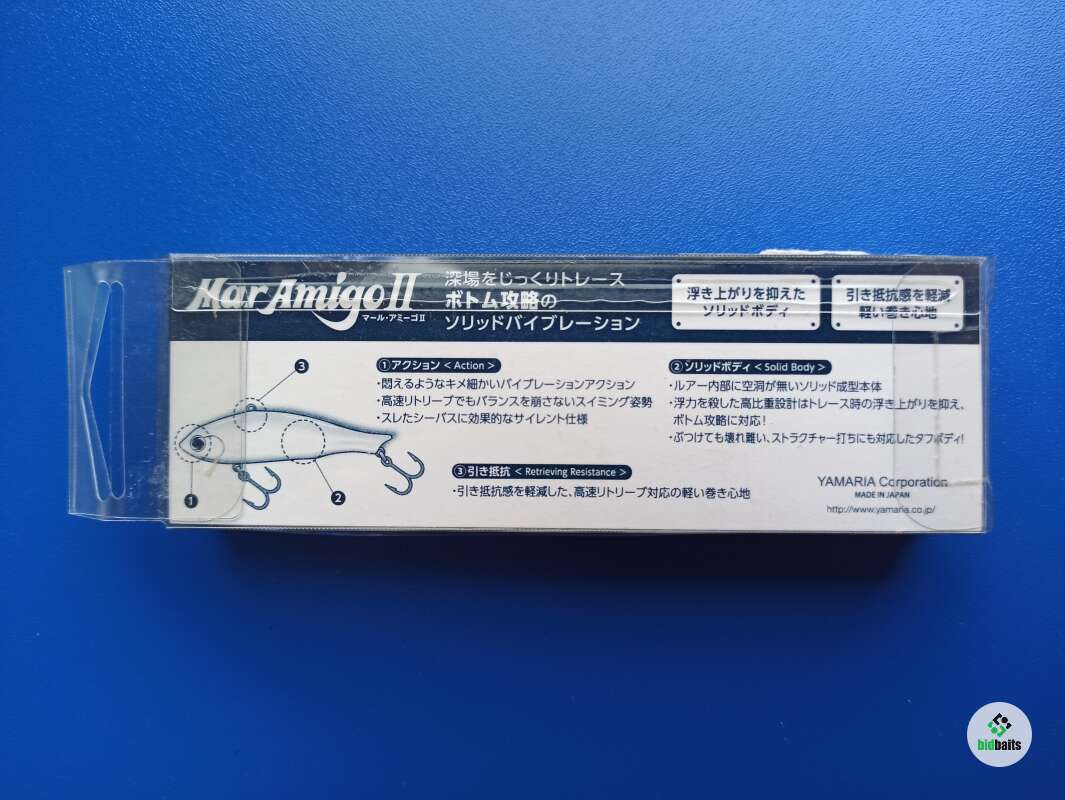 Mar Amigo II
マール・アミーゴⅡ
深場をじっくりトレース
ボトム攻略の
ソリッドバイブレーション
浮き上がりを抑えた
ソリッドボディ
引き抵抗感を軽減
軽い巻き心地
①アクション < Action >
・悶えるようなキメ細かいバイブレーションアクション
・高速リトリーブでもバランスを崩さないスイミング姿勢
・スレたシーバスに効果的なサイレント仕様
②ソリッドボディ < Solid Body >
・ルアー内部に空洞が無いソリッド成型本体
・浮力を殺した高比重設計はトレース時の浮き上がりを抑え、
ボトム攻略に対応！
・ぶつけても壊れ難い、ストラクチャー打ちにも対応したタフボディ！
③引き抵抗 < Retrieving Resistance >
・引き抵抗感を軽減した、高速リトリーブ対応の軽い巻き心地
3
1
2
YAMARIA Corporation
MADE IN JAPAN
http://www.yamaria.co.jp/
bidbaits